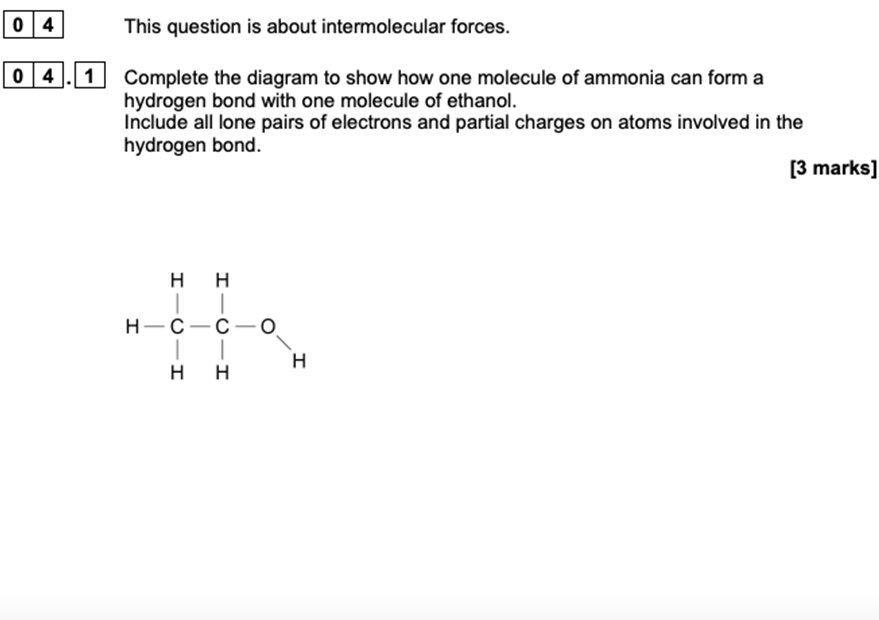 0 4 This question is about intermolecular forces.
0 4 . 1 Complete the diagram to show how one molecule of ammonia can form a
hydrogen bond with one molecule of ethanol.
Include all lone pairs of electrons and partial charges on atoms involved in the
hydrogen bond.
[3 marks]
H H
H C C O
H
H H